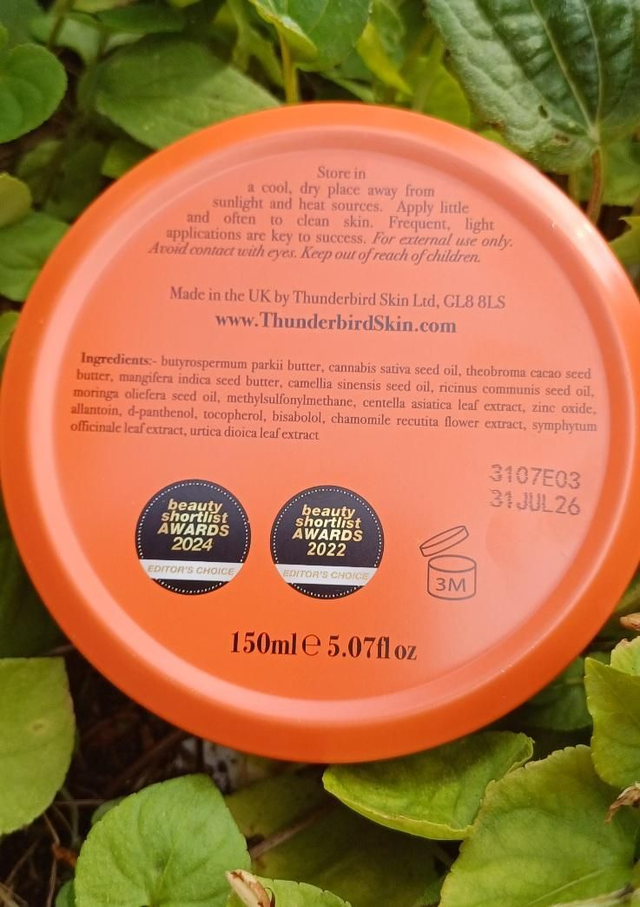 Store in
a cool, dry place away from
sunlight and heat sources. Apply little
and often to clean skin. Frequent, light
applications are key to success. For external use only.
Avoid contact with eyes. Keep out of reach of children.
Made in the UK by Thunderbird Skin Ltd, GL8 8LS
www.ThunderbirdSkin.com
Ingredients:- butyrospermum parkii butter, cannabis sativa seed oil, theobroma cacao seed
butter, mangifera indica seed butter, camellia sinensis seed oil, ricinus communis seed oil,
moringa oliefera seed oil, methylsulfonylmethane, centella asiatica leaf extract, zinc oxide,
allantoin, d-panthenol, tocopherol, bisabolol, chamomile recutita flower extract, symphytum
officinale leaf extract, urtica dioica leaf extract
3107E03
31JUL26
beauty
shortlist
AWARDS
2024
EDITOR'S CHOICE
beauty
shortlist
AWARDS
2022
EDITOR'S CHOICE
3M
150ml℮ 5.07fl oz